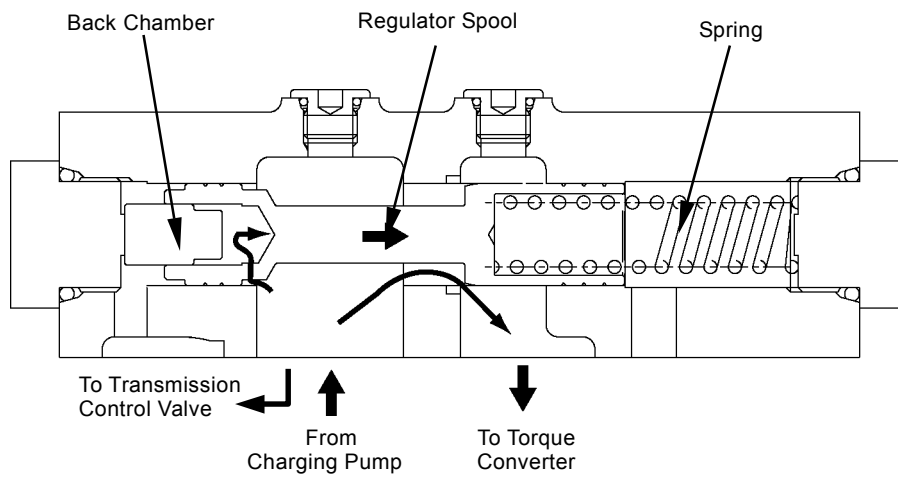 Back Chamber
Regulator Spool
Spring
To Transmission
Control Valve
From
Charging Pump
To Torque
Converter